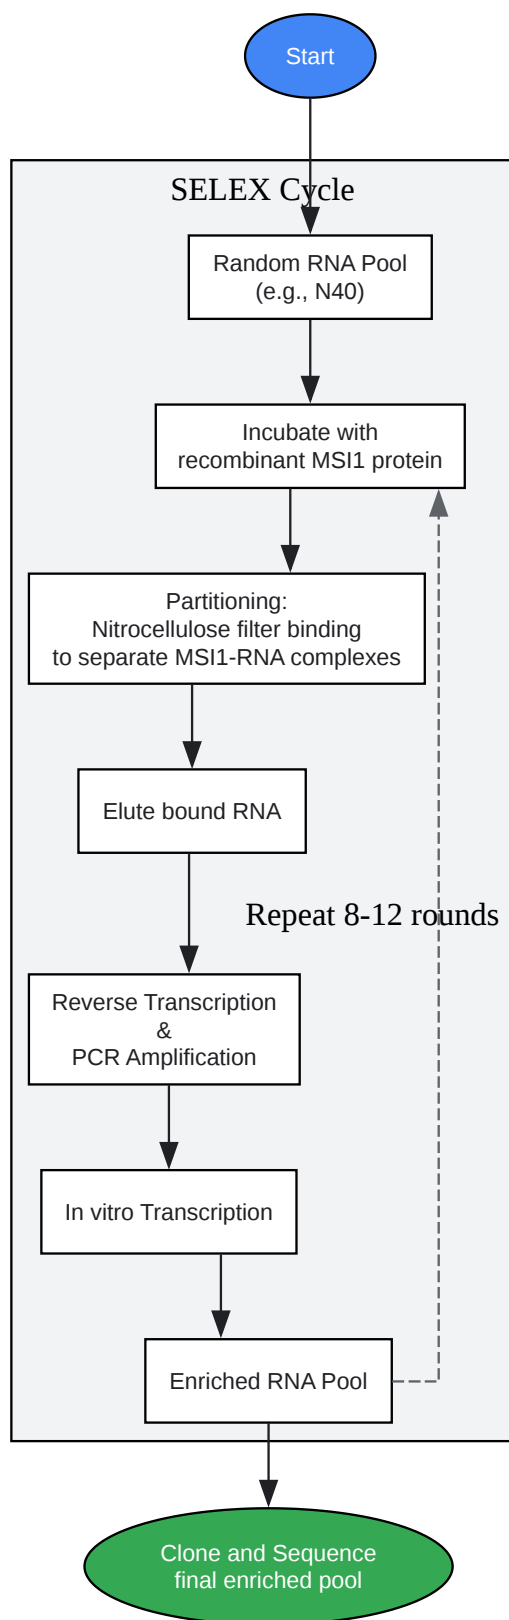 Start
SELEX Cycle
Random RNA Pool
(e.g., N40)
Incubate with
recombinant MSI1 protein
Partitioning:
Nitrocellulose filter binding
to separate MSI1-RNA complexes
Elute bound RNA
Repeat 8-12 rounds
Reverse Transcription
&
PCR Amplification
In vitro Transcription
Enriched RNA Pool
Clone and Sequence
final enriched pool